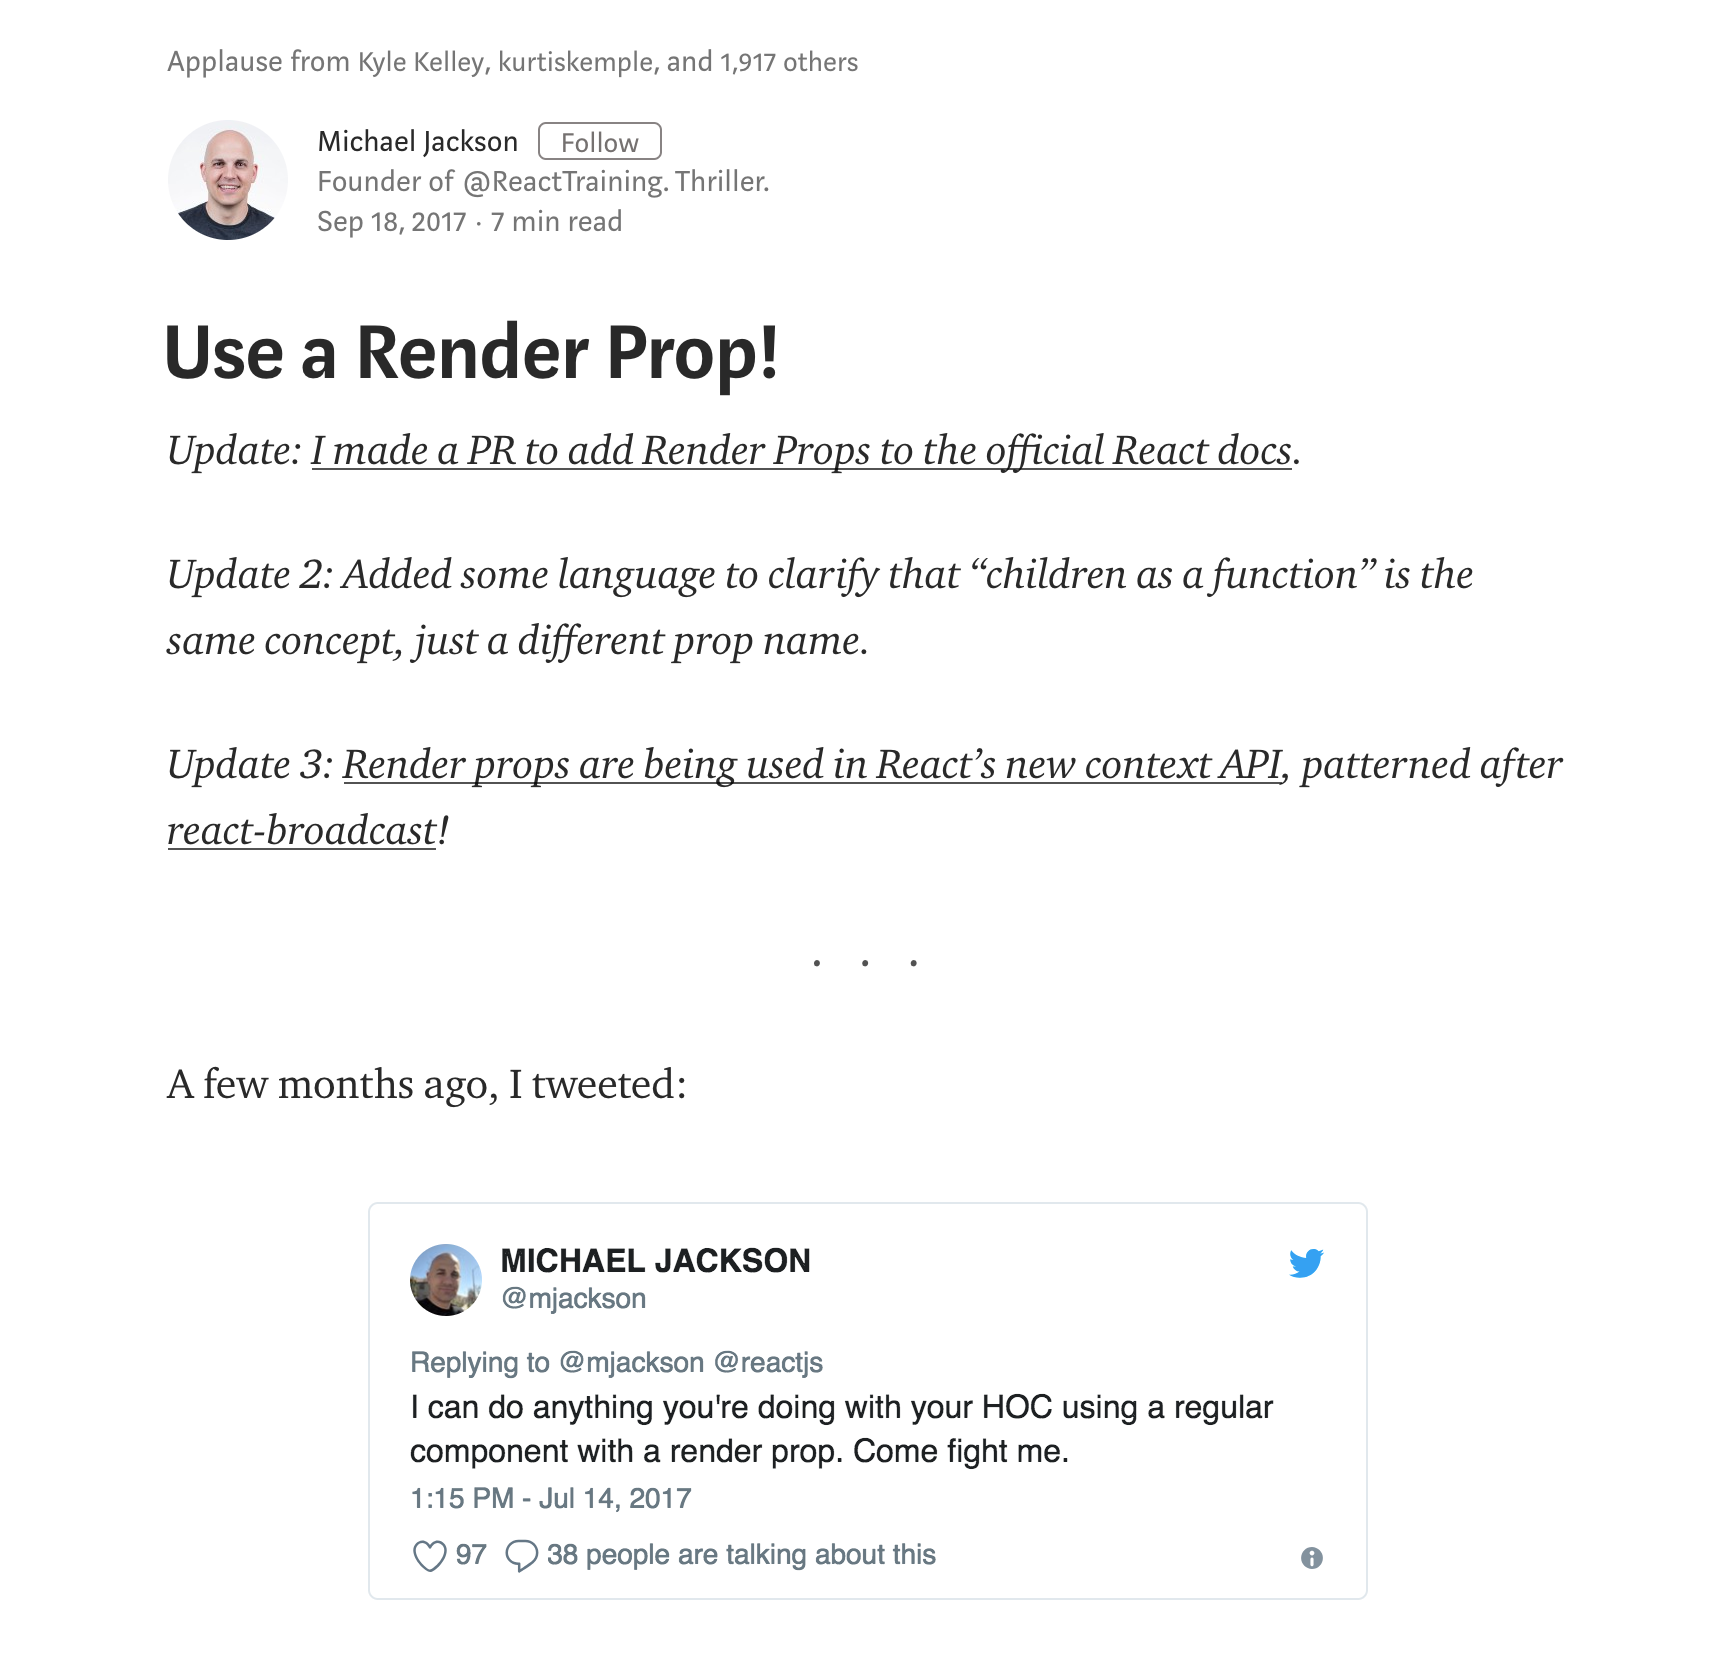 Applause from Kyle Kelley, kurtiskemple, and 1,917 others
Michael Jackson Follow
Founder of @ReactTraining. Thriller.
Sep 18, 2017 · 7 min read
Use a Render Prop!
Update: I made a PR to add Render Props to the official React docs.
Update 2: Added some language to clarify that “children as a function” is the
same concept, just a different prop name.
Update 3: Render props are being used in React’s new context API, patterned after
react-broadcast!
. . .
A few months ago, I tweeted:
MICHAEL JACKSON
@mjackson
Replying to @mjackson @reactjs
I can do anything you're doing with your HOC using a regular
component with a render prop. Come fight me.
1:15 PM - Jul 14, 2017
97 38 people are talking about this